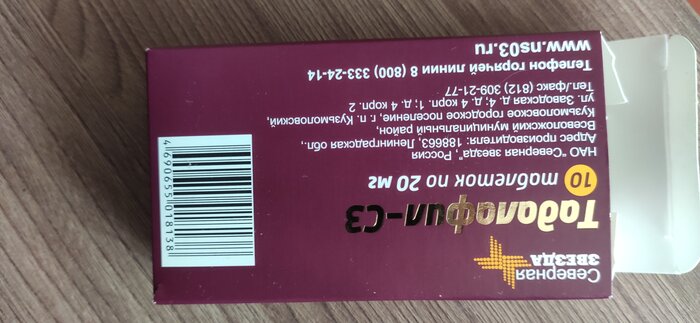 Северная
ЗВЕЗДА
Тадалафил-СЗ
10 таблеток по 20 мг
НАО "Северная звезда", Россия
Адрес производителя: 188663, Ленинградская обл.,
Всеволожский муниципальный район,
Кузьмоловское городское поселение, г. п. Кузьмоловский,
ул. Заводская д. 4; д. 4 корп. 1; д. 4 корп. 2
Тел./факс (812) 309-21-77
Телефон горячей линии 8 (800) 333-24-14
www.ns03.ru
4690655018138